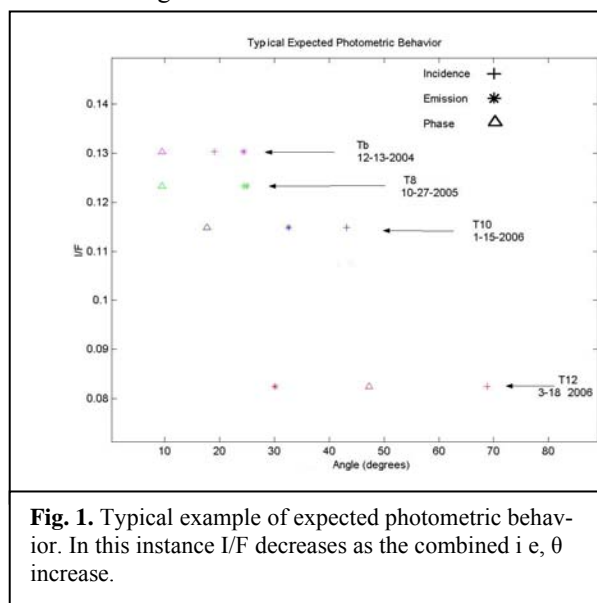 Typical Expected Photometric Behavior
Incidence +
Emission *
Phase △
0.14
0.13
0.12
0.11
0.1
0.09
0.08
I/F
Tb
12-13-2004
T8
10-27-2005
T10
1-15-2006
T12
3-18 2006
10 20 30 40 50 60 70 80
Angle (degrees)
Fig. 1. Typical example of expected photometric behav-
ior. In this instance I/F decreases as the combined i e, θ
increase.